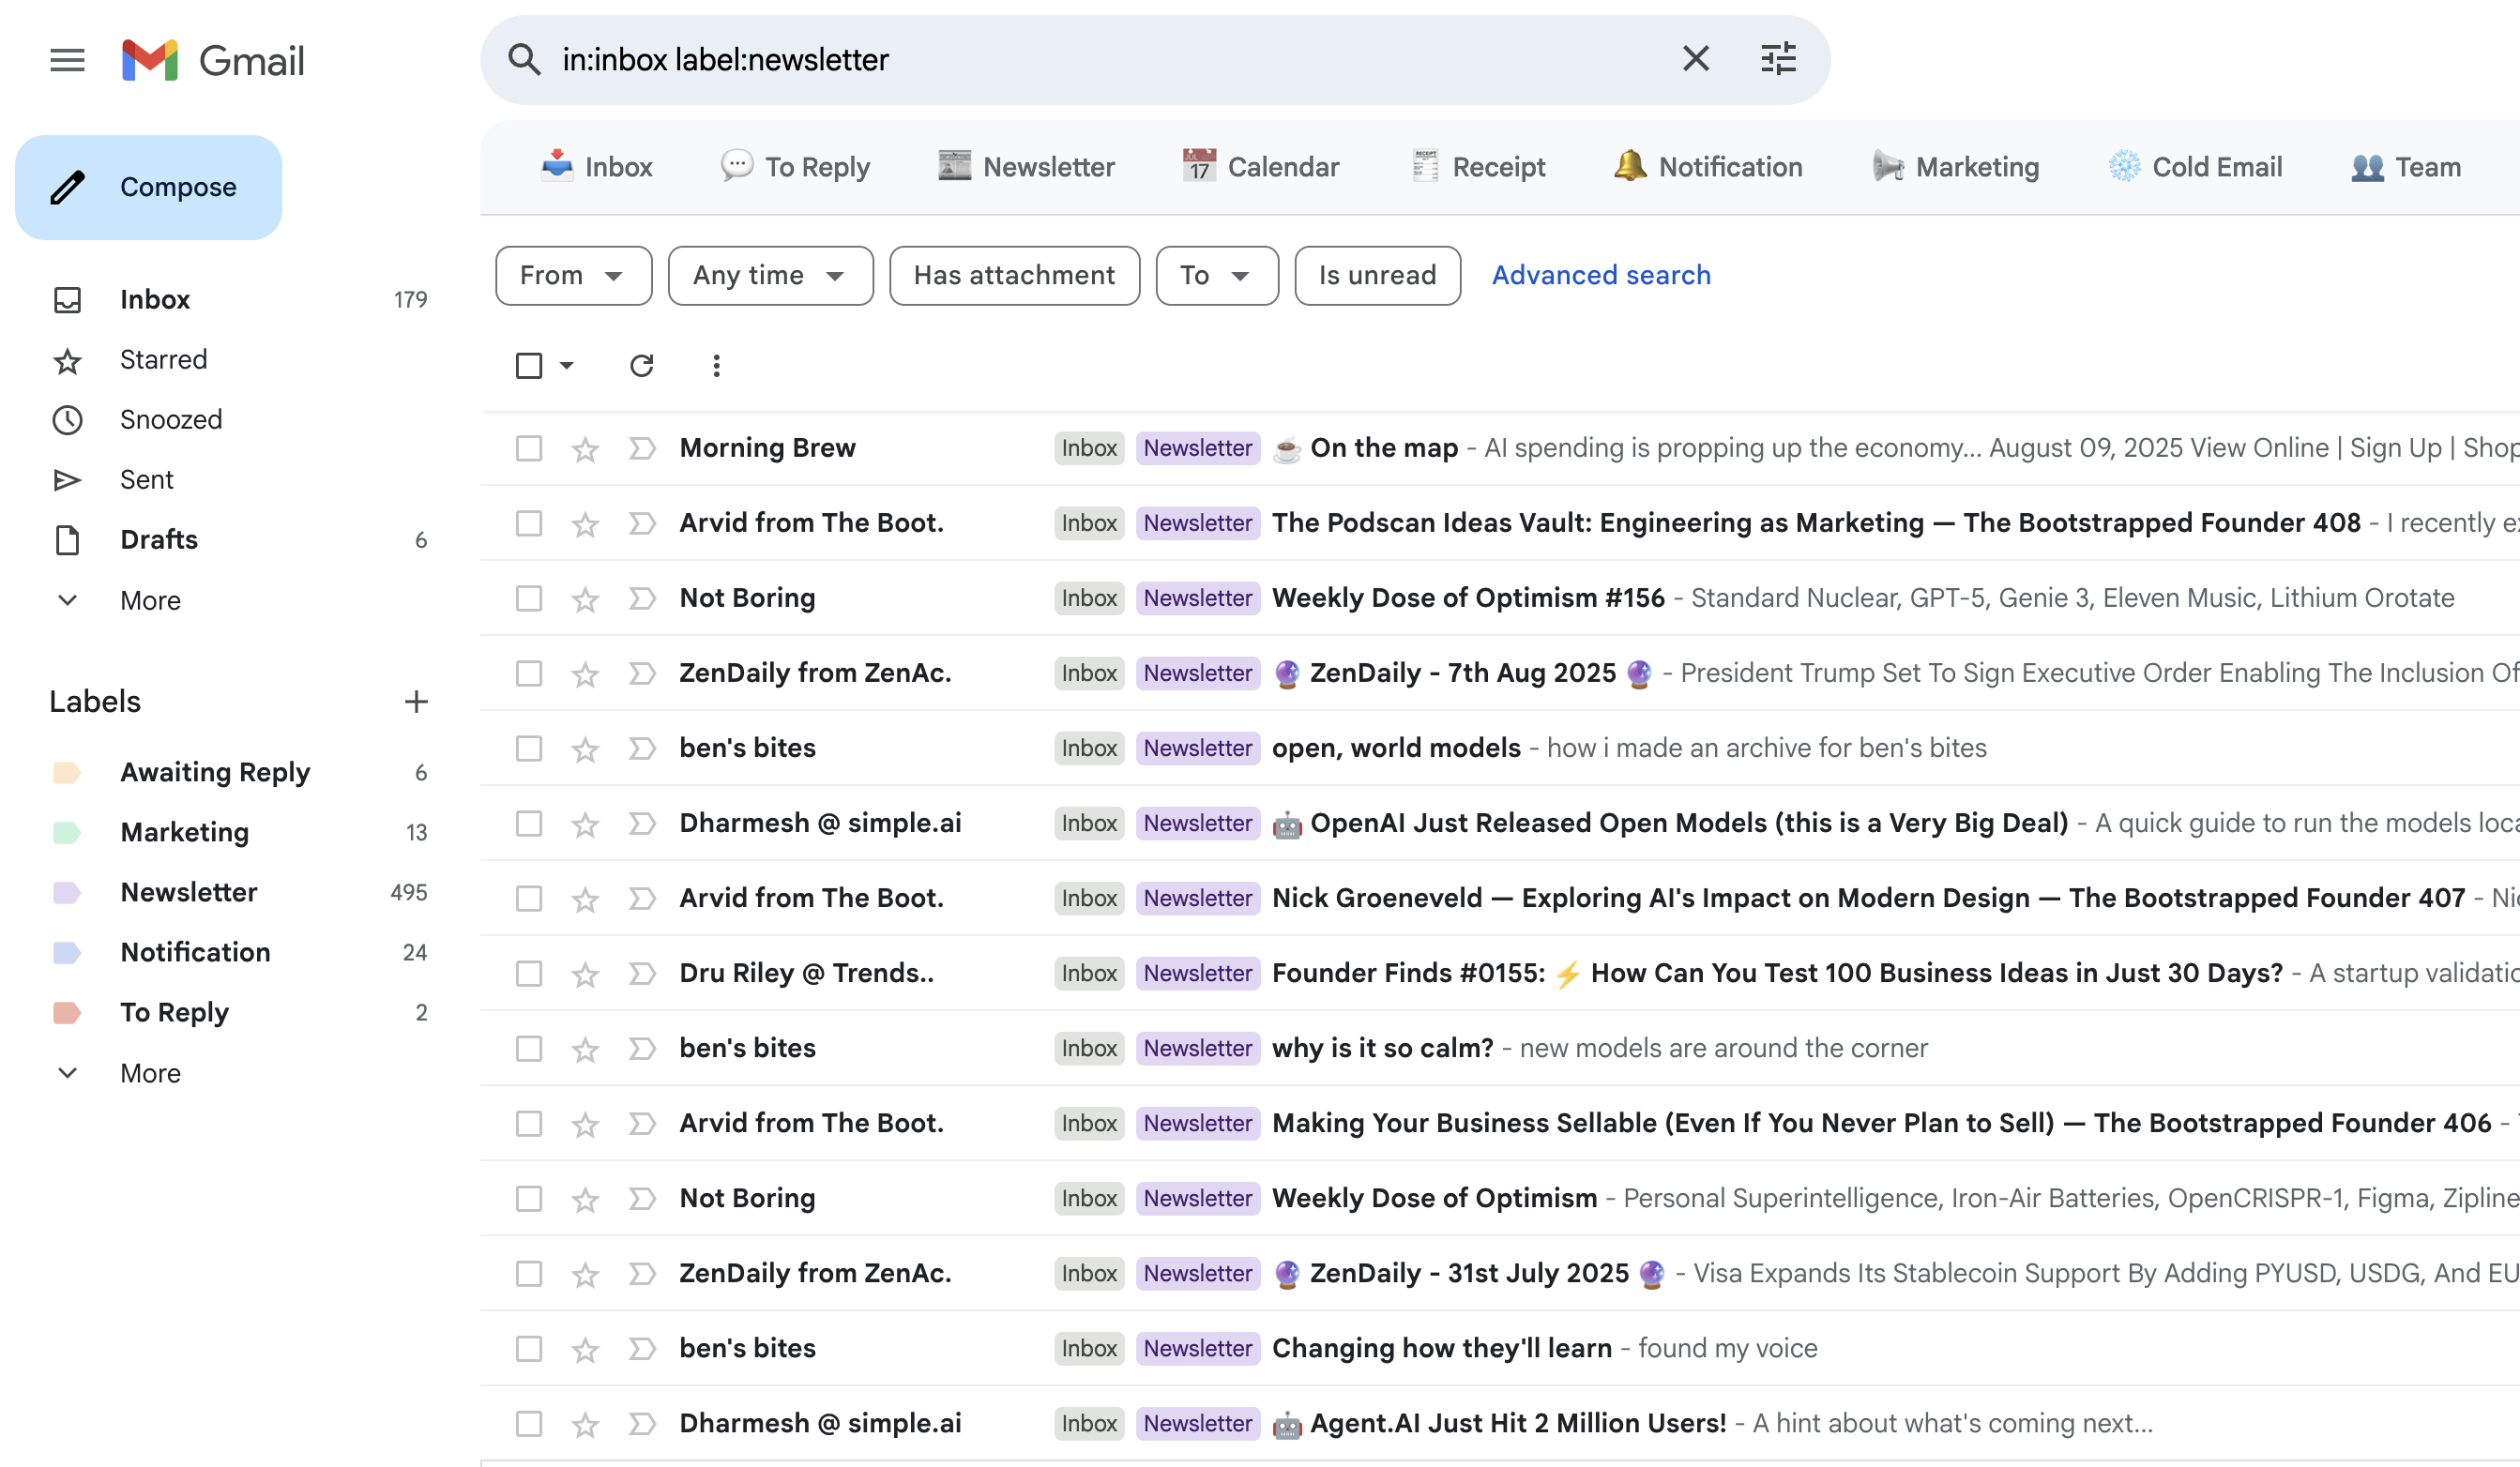 Gmail
in:inbox label:newsletter
Compose
Inbox To Reply Newsletter Calendar Receipt Notification Marketing Cold Email Team
From Any time Has attachment To Is unread Advanced search
Inbox 179
Starred
Snoozed
Sent
Drafts 6
More
Labels
Awaiting Reply 6
Marketing 13
Newsletter 495
Notification 24
To Reply 2
More
Morning Brew Inbox Newsletter ☕ On the map - AI spending is propping up the economy... August 09, 2025 View Online | Sign Up | Shop
Arvid from The Boot. Inbox Newsletter The Podscan Ideas Vault: Engineering as Marketing — The Bootstrapped Founder 408 - I recently
Not Boring Inbox Newsletter Weekly Dose of Optimism #156 - Standard Nuclear, GPT-5, Genie 3, Eleven Music, Lithium Orotate
ZenDaily from ZenAc. Inbox Newsletter 🔮 ZenDaily - 7th Aug 2025 🔮 - President Trump Set To Sign Executive Order Enabling The Inclusion Of
ben's bites Inbox Newsletter open, world models - how i made an archive for ben's bites
Dharmesh @ simple.ai Inbox Newsletter 🤖 OpenAI Just Released Open Models (this is a Very Big Deal) - A quick guide to run the models
Arvid from The Boot. Inbox Newsletter Nick Groeneveld — Exploring AI's Impact on Modern Design — The Bootstrapped Founder 407 -
Dru Riley @ Trends.. Inbox Newsletter Founder Finds #0155: ⚡ How Can You Test 100 Business Ideas in Just 30 Days? - A startup
ben's bites Inbox Newsletter why is it so calm? - new models are around the corner
Arvid from The Boot. Inbox Newsletter Making Your Business Sellable (Even If You Never Plan to Sell) — The Bootstrapped Founder 406 -
Not Boring Inbox Newsletter Weekly Dose of Optimism - Personal Superintelligence, Iron-Air Batteries, OpenCRISPR-1, Figma, Zipline
ZenDaily from ZenAc. Inbox Newsletter 🔮 ZenDaily - 31st July 2025 🔮 - Visa Expands Its Stablecoin Support By Adding PYUSD, USDG, And
ben's bites Inbox Newsletter Changing how they'll learn - found my voice
Dharmesh @ simple.ai Inbox Newsletter 🤖 Agent.AI Just Hit 2 Million Users! - A hint about what's coming next...